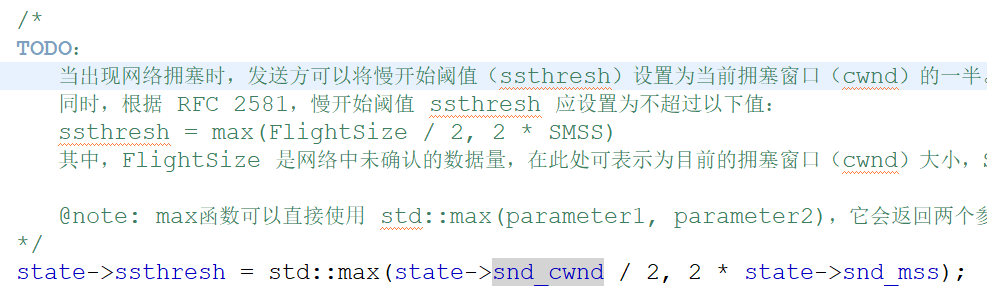 /*
TODO:
当出现网络拥塞时，发送方可以将慢开始阈值（ssthresh）设置为当前拥塞窗口（cwnd）的一半。
同时，根据 RFC 2581，慢开始阈值 ssthresh 应设置为不超过以下值：
ssthresh = max(FlightSize / 2, 2 * SMSS)
其中，FlightSize 是网络中未确认的数据量，在此处可表示为目前的拥塞窗口（cwnd）大小，S
@note: max函数可以直接使用 std::max(parameter1, parameter2)，它会返回两个参
*/
state->ssthresh = std::max(state->snd_cwnd / 2, 2 * state->snd_mss);